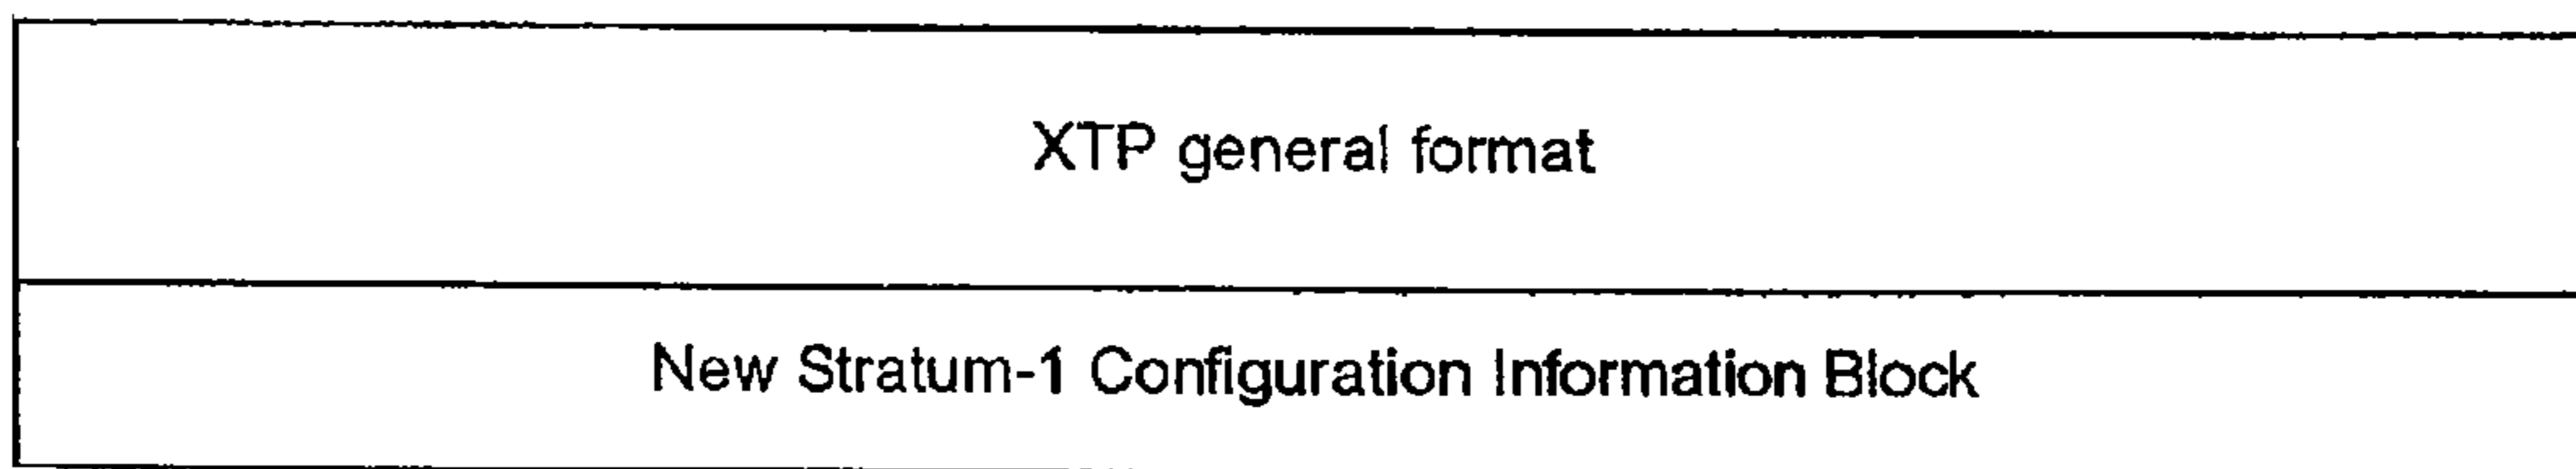 XTP general format
New Stratum-1 Configuration Information Block